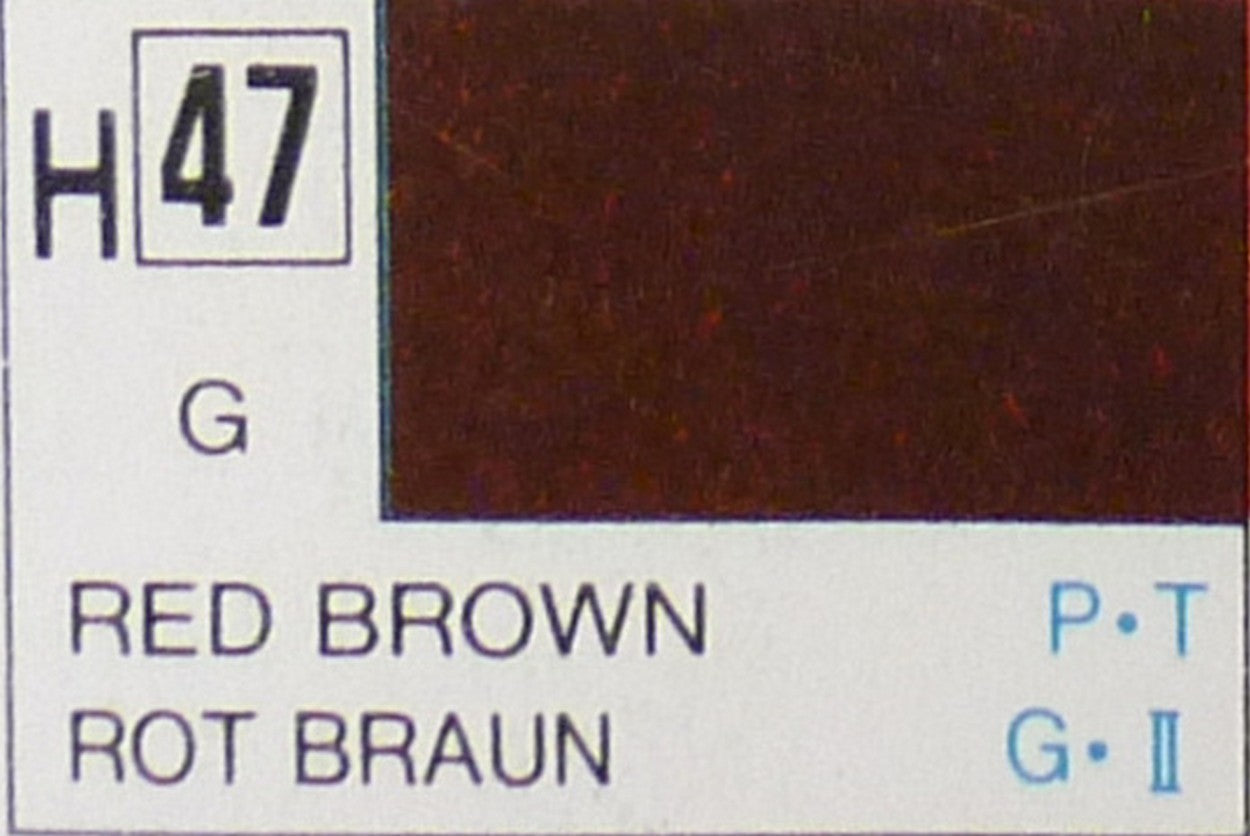 H 47
G
RED BROWN P•T
ROT BRAUN G•II